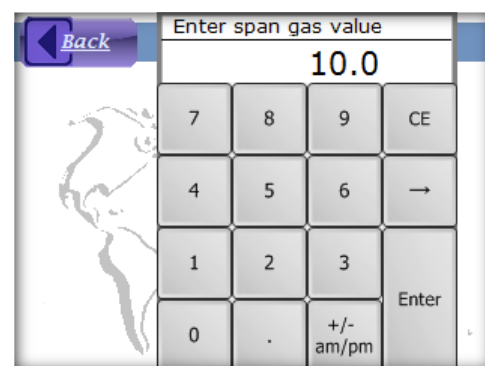 Back
Enter span gas value
10.0
7 8 9 CE
4 5 6 →
1 2 3
Enter
0 . +/-
am/pm